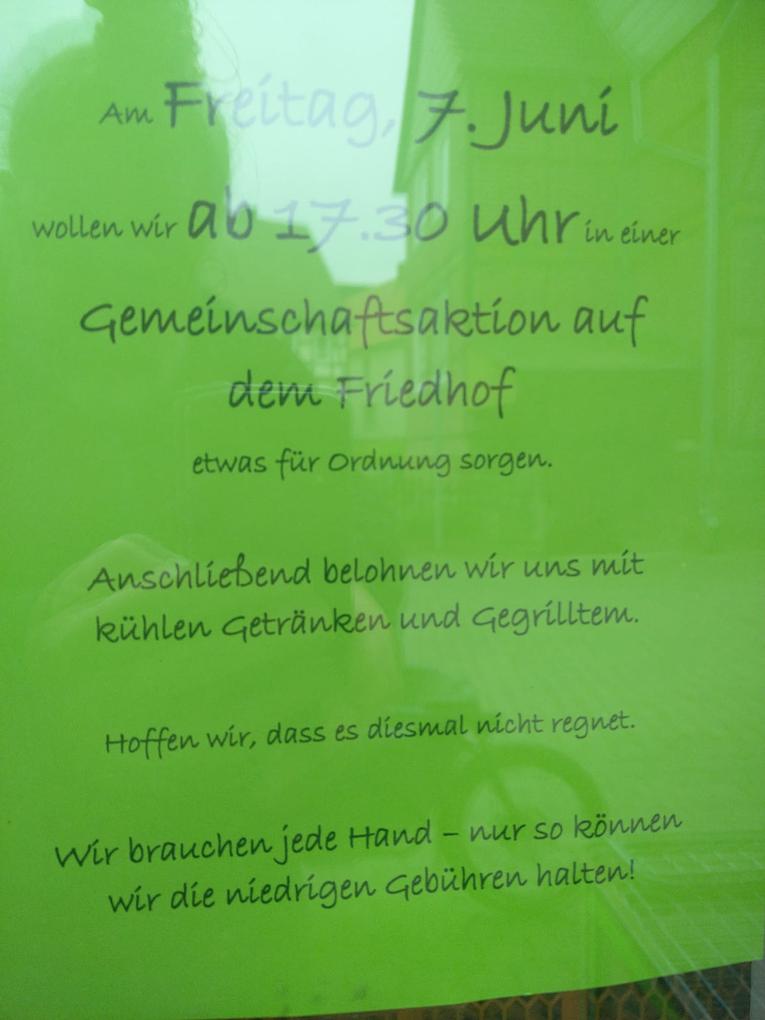 Am Freitag, 7. Juni
wollen wir ab 17.30 Uhr in einer
Gemeinschaftsaktion auf
dem Friedhof
etwas für Ordnung sorgen.
Anschließend belohnen wir uns mit
kühlen Getränken und Gegrilltem.
Hoffen wir, dass es diesmal nicht regnet.
Wir brauchen jede Hand – nur so können
wir die niedrigen Gebühren halten!